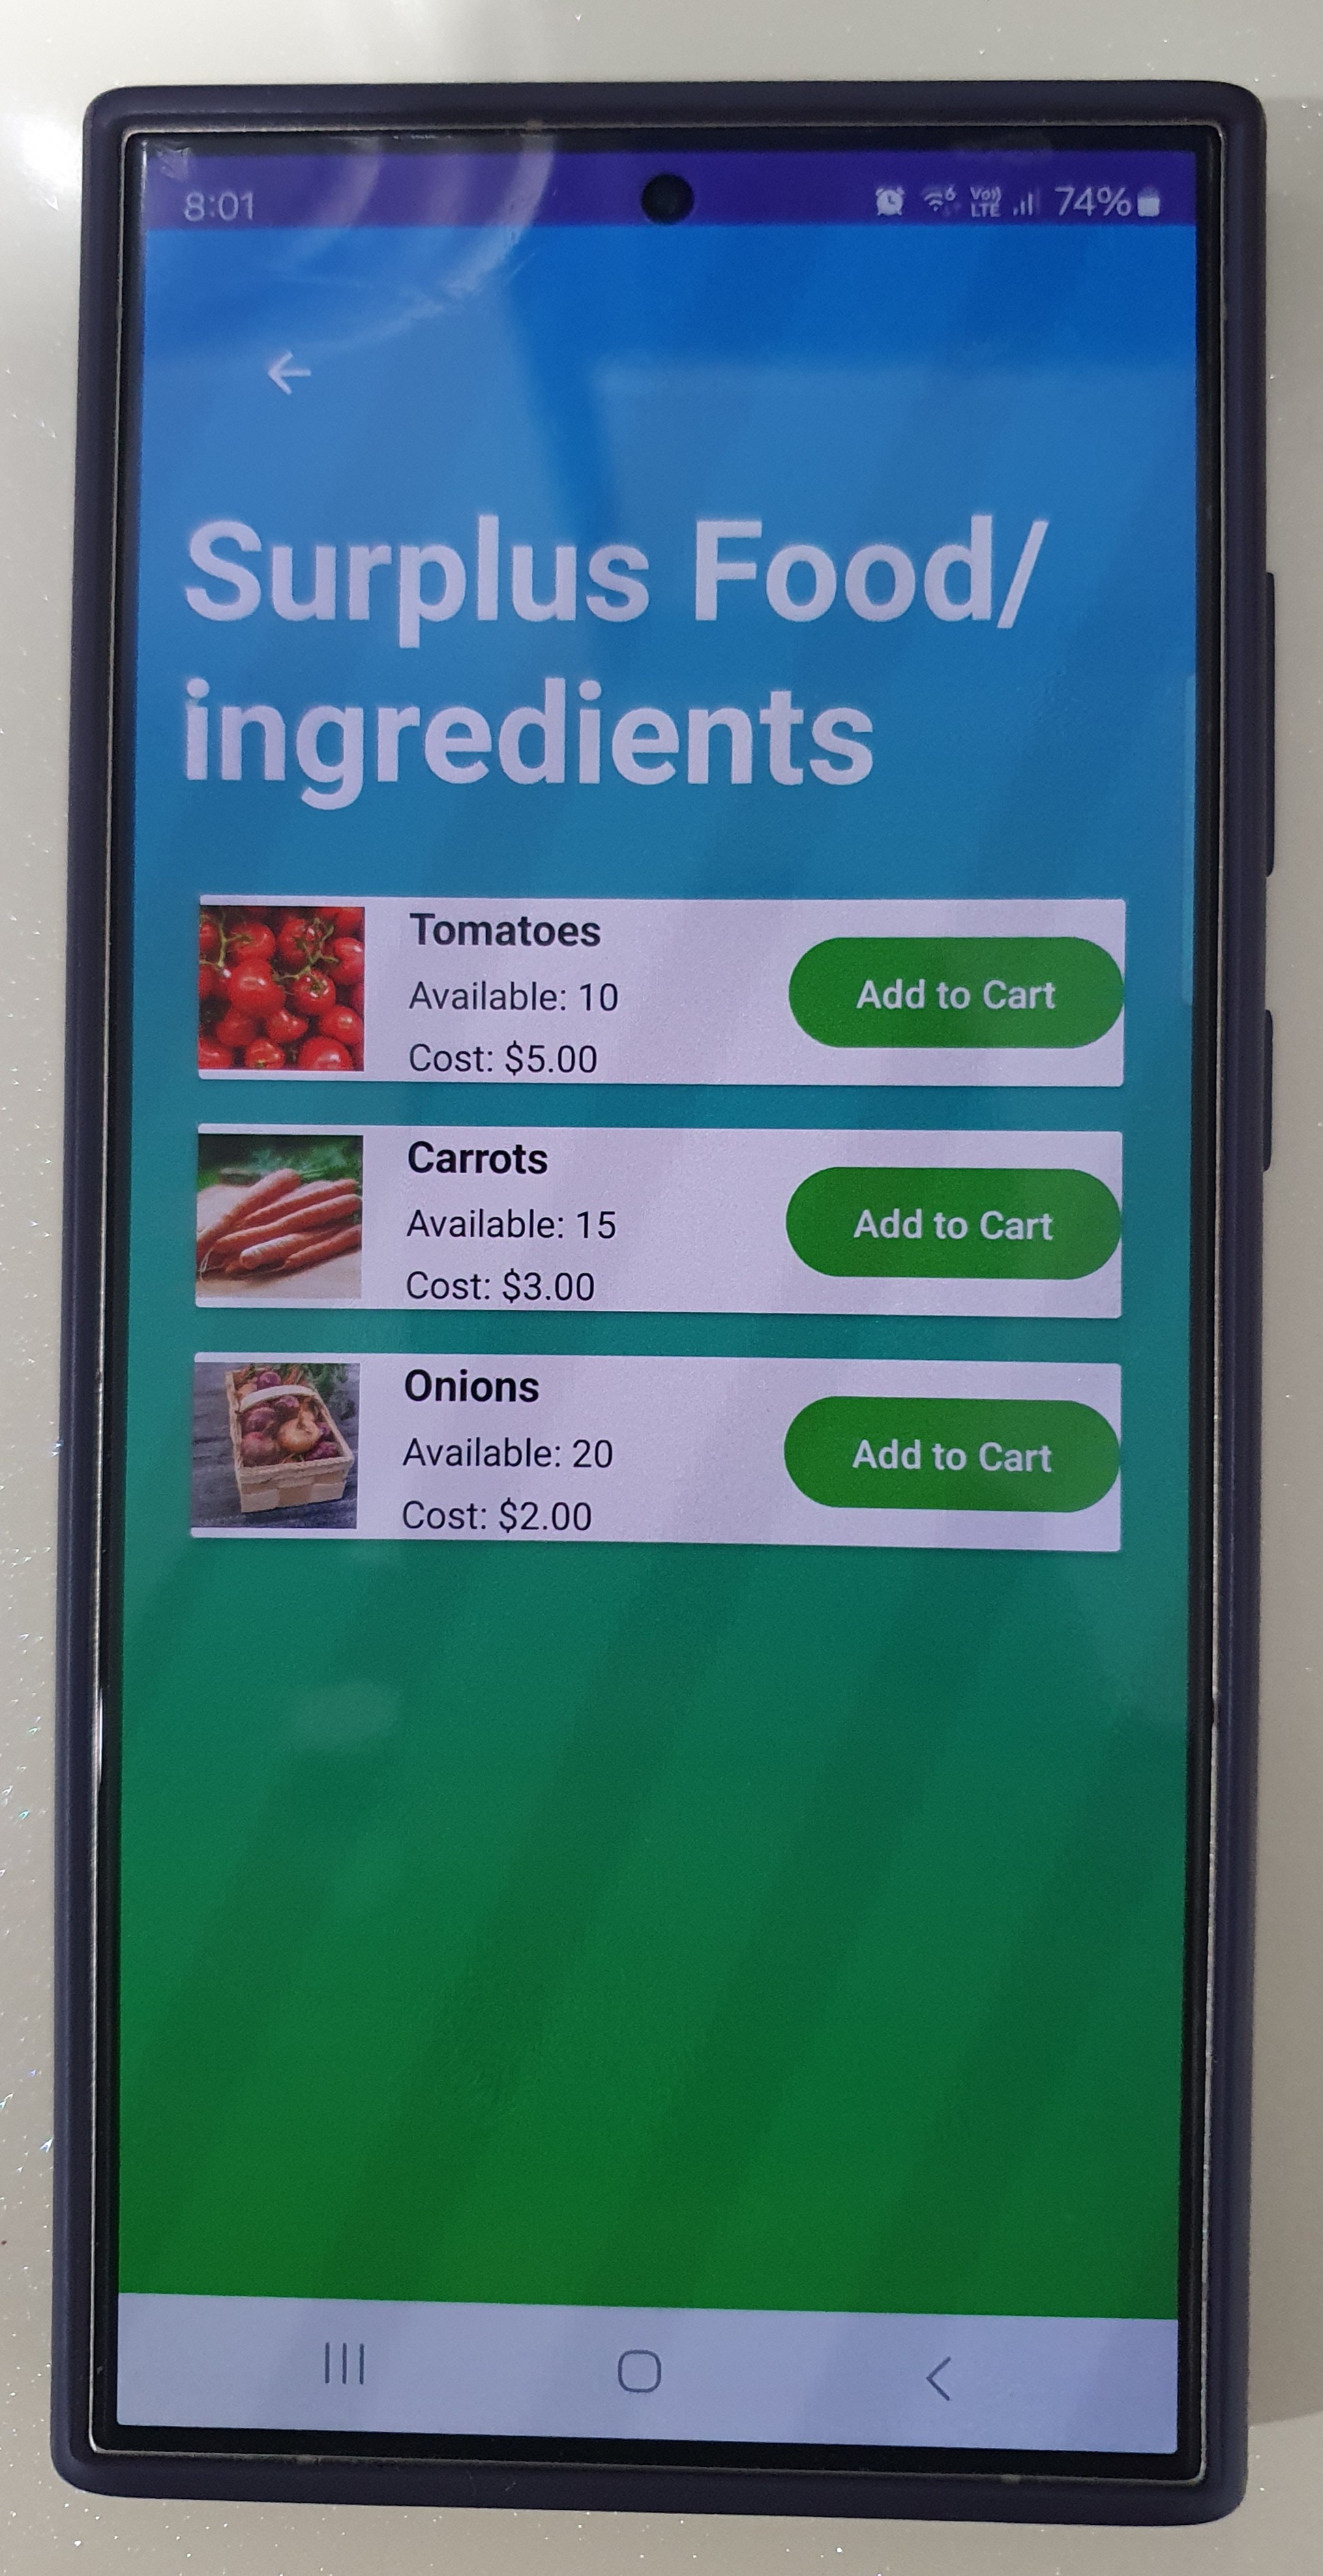 8:01 6 Vo)) LTE 74%
Surplus Food/
ingredients
Tomatoes
Available: 10
Cost: $5.00
Add to Cart
Carrots
Available: 15
Cost: $3.00
Add to Cart
Onions
Available: 20
Cost: $2.00
Add to Cart